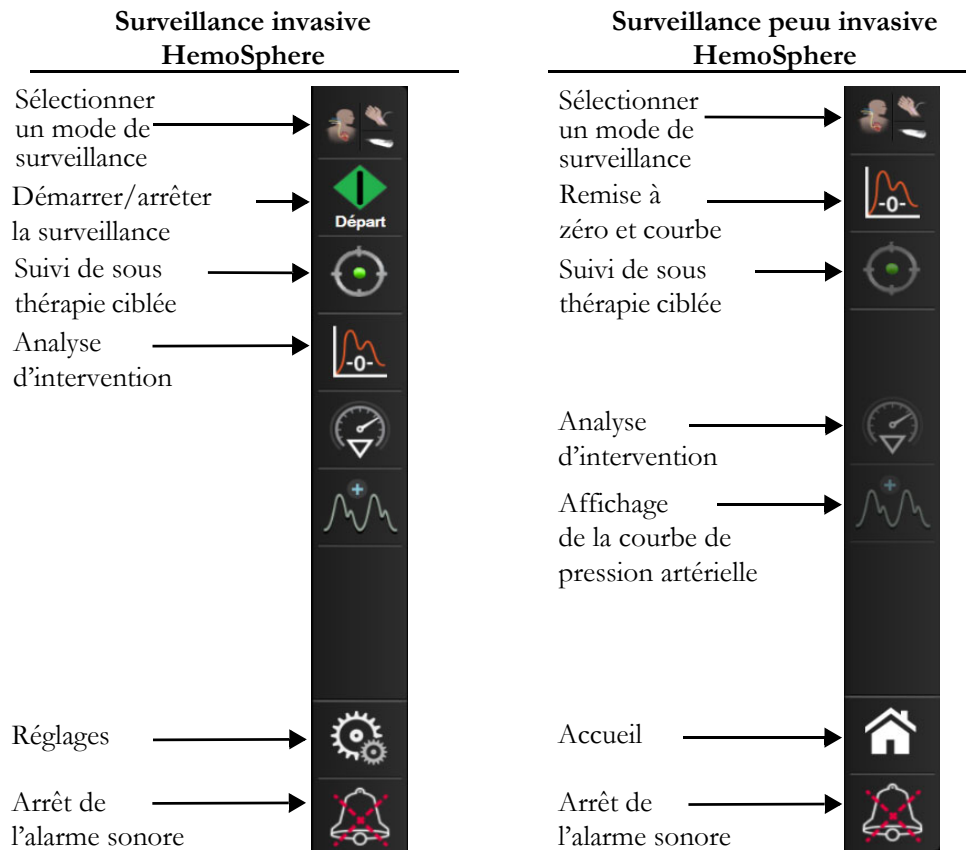 Surveillance invasive
HemoSphere
Sélectionner
un mode de
surveillance
Démarrer/arrêter
la surveillance
Départ
Suivi de sous
thérapie ciblée
Analyse
d'intervention
-0-
Réglages
Arrêt de
l'alarme sonore
Surveillance peuu invasive
HemoSphere
Sélectionner
un mode de
surveillance
Remise à
zéro et courbe
-0-
Suivi de sous
thérapie ciblée
Analyse
d'intervention
Affichage
de la courbe de
pression artérielle
Accueil
Arrêt de
l'alarme sonore